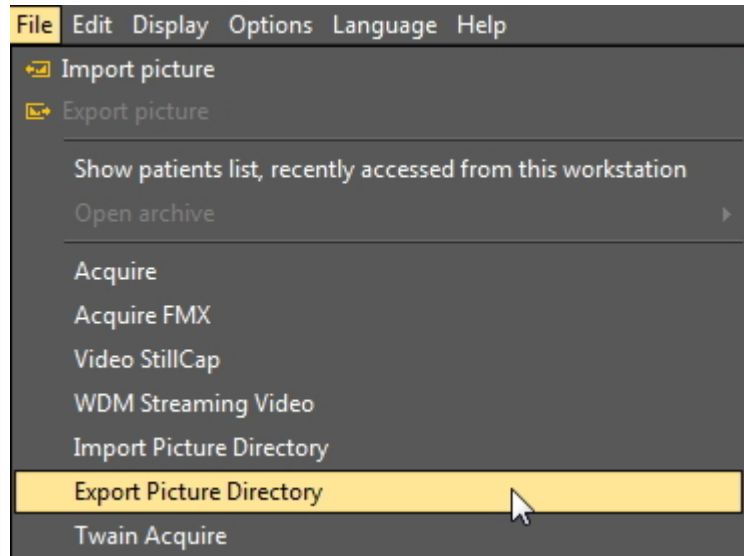 File Edit Display Options Language Help
Import picture
Export picture
Show patients list, recently accessed from this workstation
Open archive
Acquire
Acquire FMX
Video StillCap
WDM Streaming Video
Import Picture Directory
Export Picture Directory
Twain Acquire